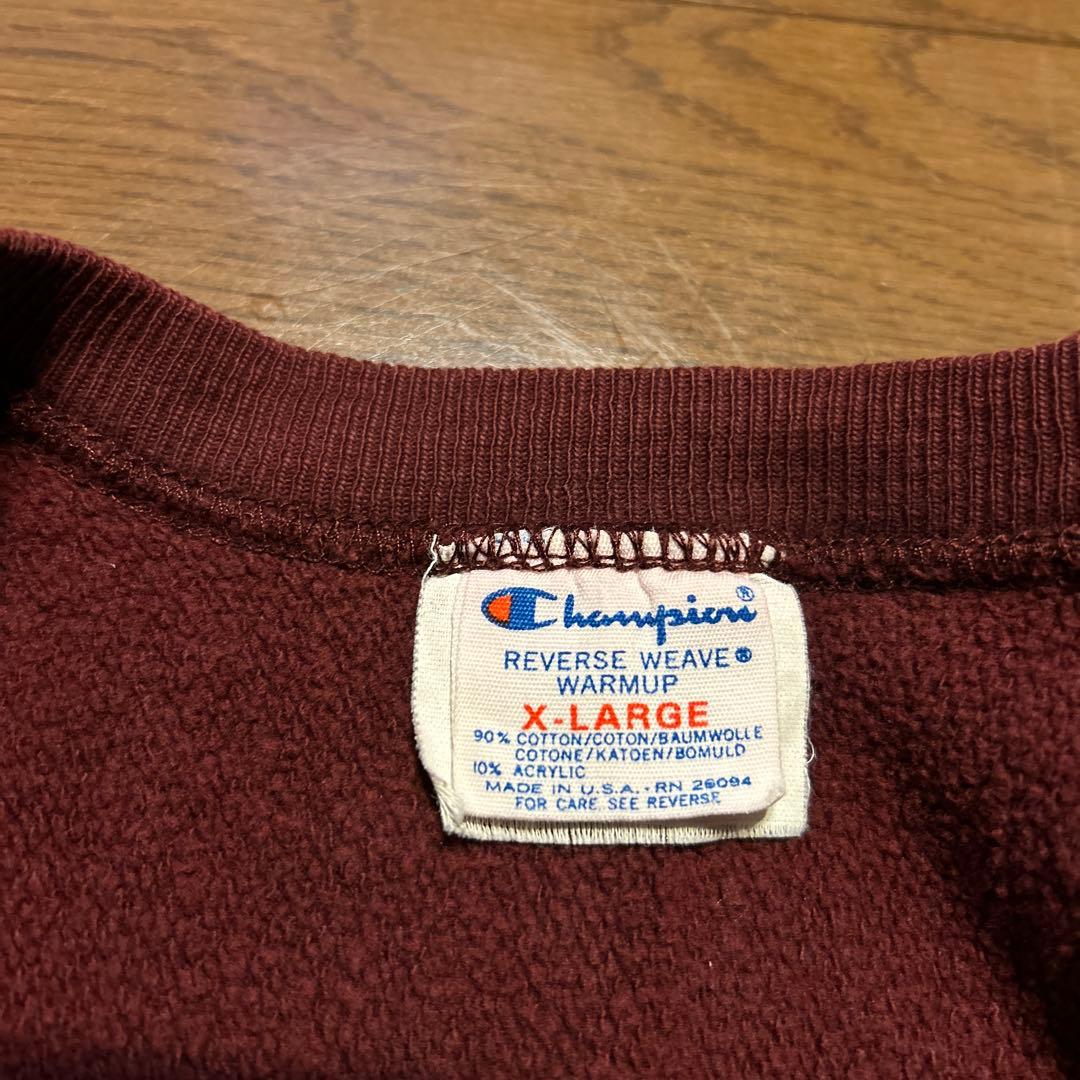 Champion®
REVERSE WEAVE®
WARMUP
X-LARGE
90% COTTON/COTON/BAUMWOLLE
COTONE/KATOEN/BOMULD
10% ACRYLIC
MADE IN U.S.A. - RN 26094
FOR CARE SEE REVERSE